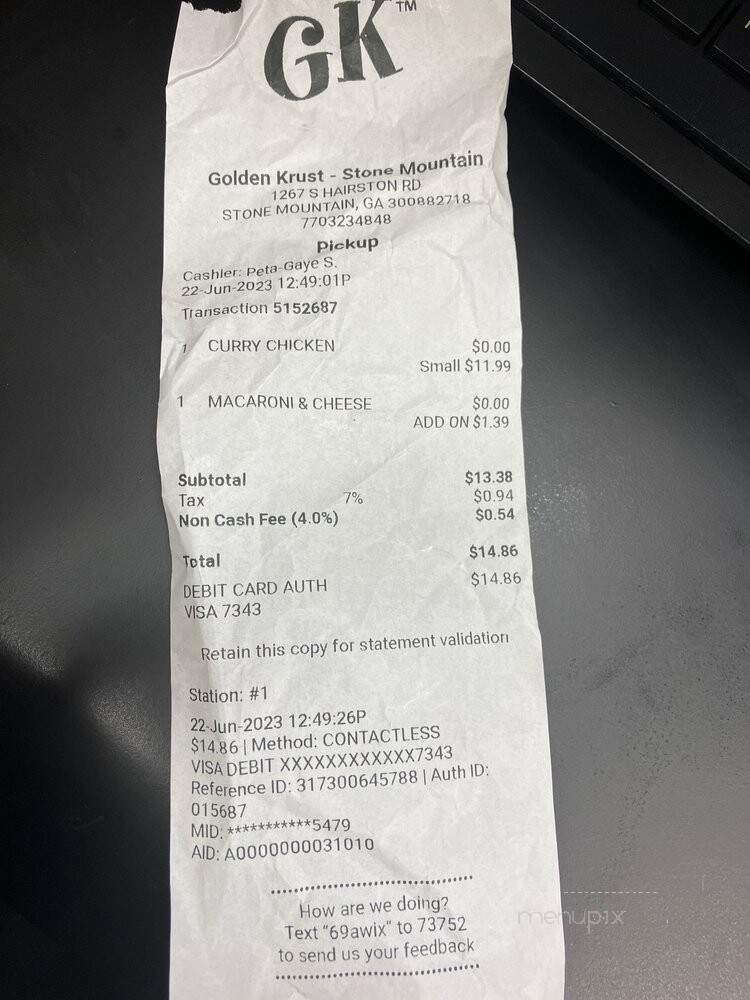 GK™
Golden Krust - Stone Mountain
1267 S HAIRSTON RD
STONE MOUNTAIN, GA 300882718
7703234848
Pickup
Cashier: Peta-Gaye S.
22-Jun-2023 12:49:01P
Transaction 5152687
1 CURRY CHICKEN $0.00
Small $11.99
1 MACARONI & CHEESE $0.00
ADD ON $1.39
Subtotal $13.38
Tax 7% $0.94
Non Cash Fee (4.0%) $0.54
Total $14.86
DEBIT CARD AUTH $14.86
VISA 7343
Retain this copy for statement validation
Station: #1
22-Jun-2023 12:49:26P
$14.86 | Method: CONTACTLESS
VISA DEBIT XXXXXXXXXXXX7343
Reference ID: 317300645788 | Auth ID:
015687
MID: ***********5479
AID: A0000000031010
How are we doing?
Text "69awix" to 73752
to send us your feedback
menupix